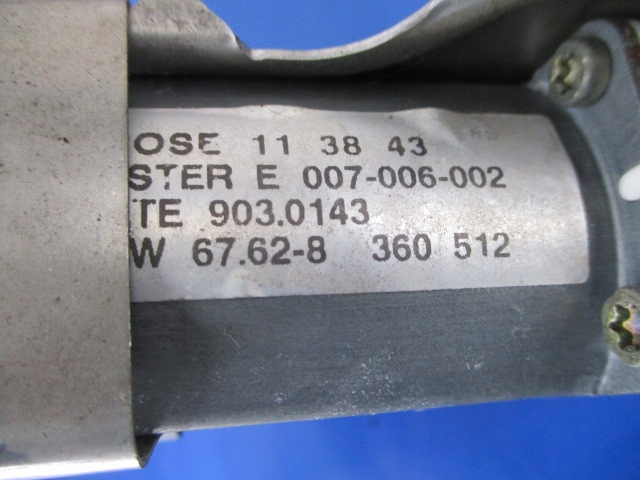 OSE 11 38 43
STER E 007-006-002
TE 903.0143
W 67.62-8 360 512